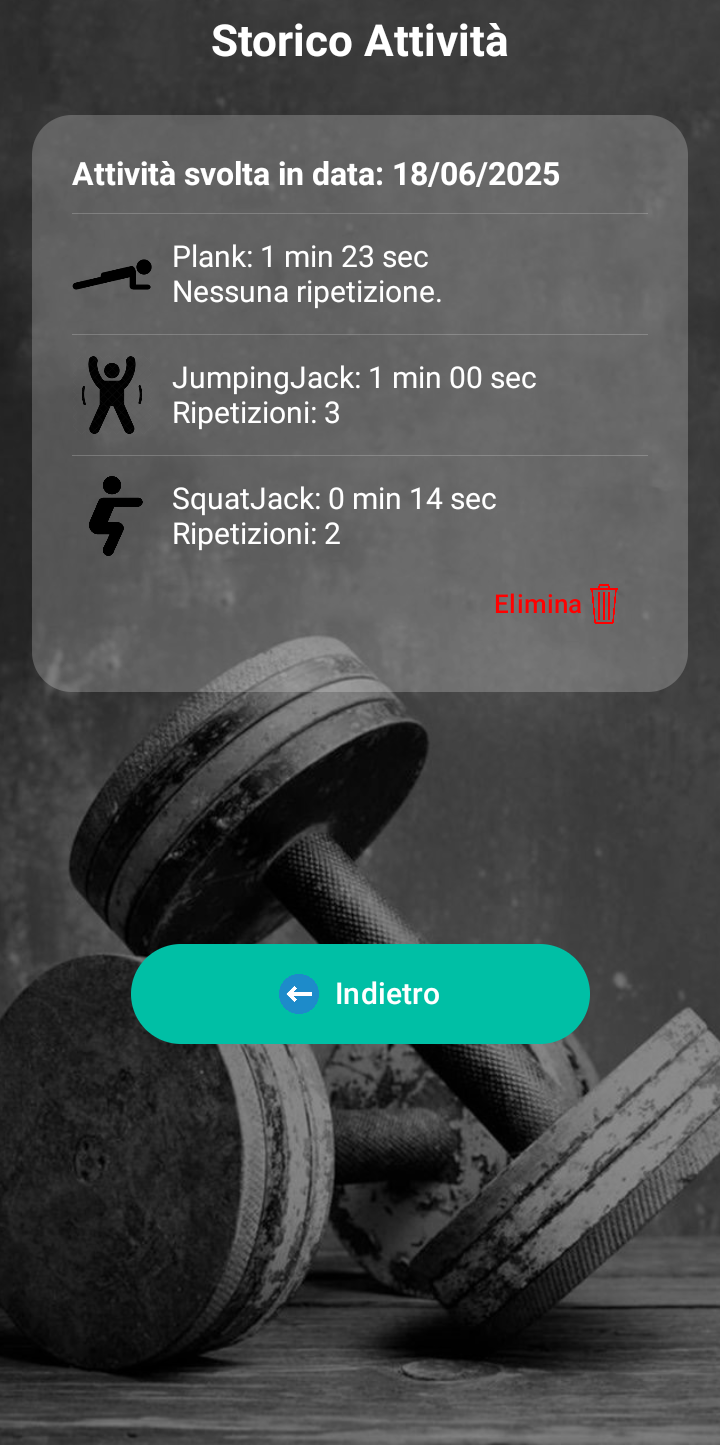 Storico Attività
Attività svolta in data: 18/06/2025
Plank: 1 min 23 sec
Nessuna ripetizione.
JumpingJack: 1 min 00 sec
Ripetizioni: 3
SquatJack: 0 min 14 sec
Ripetizioni: 2
Elimina
Indietro